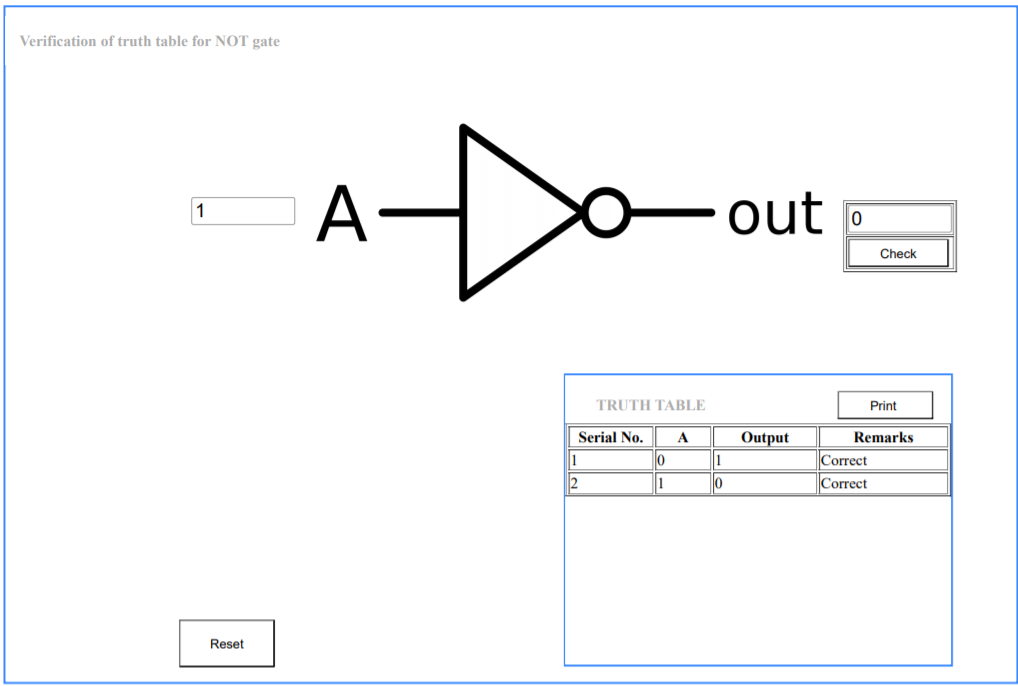 Verification of truth table for NOT gate
1 A out 0
Check
TRUTH TABLE Print
Serial No. A Output Remarks
1 0 1 Correct
2 1 0 Correct
Reset